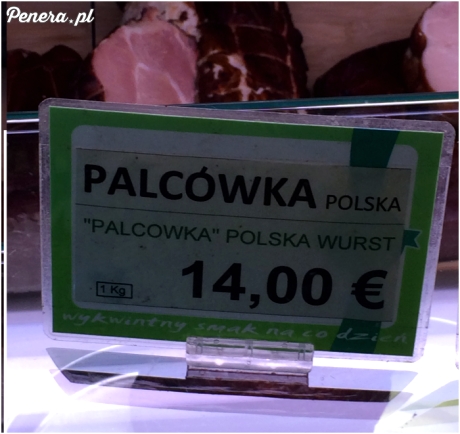 Penera.pl
PALCÓWKA POLSKA
"PALCOWKA" POLSKA WURST
1 Kg
14,00 €
wykwintny smak na co dzień